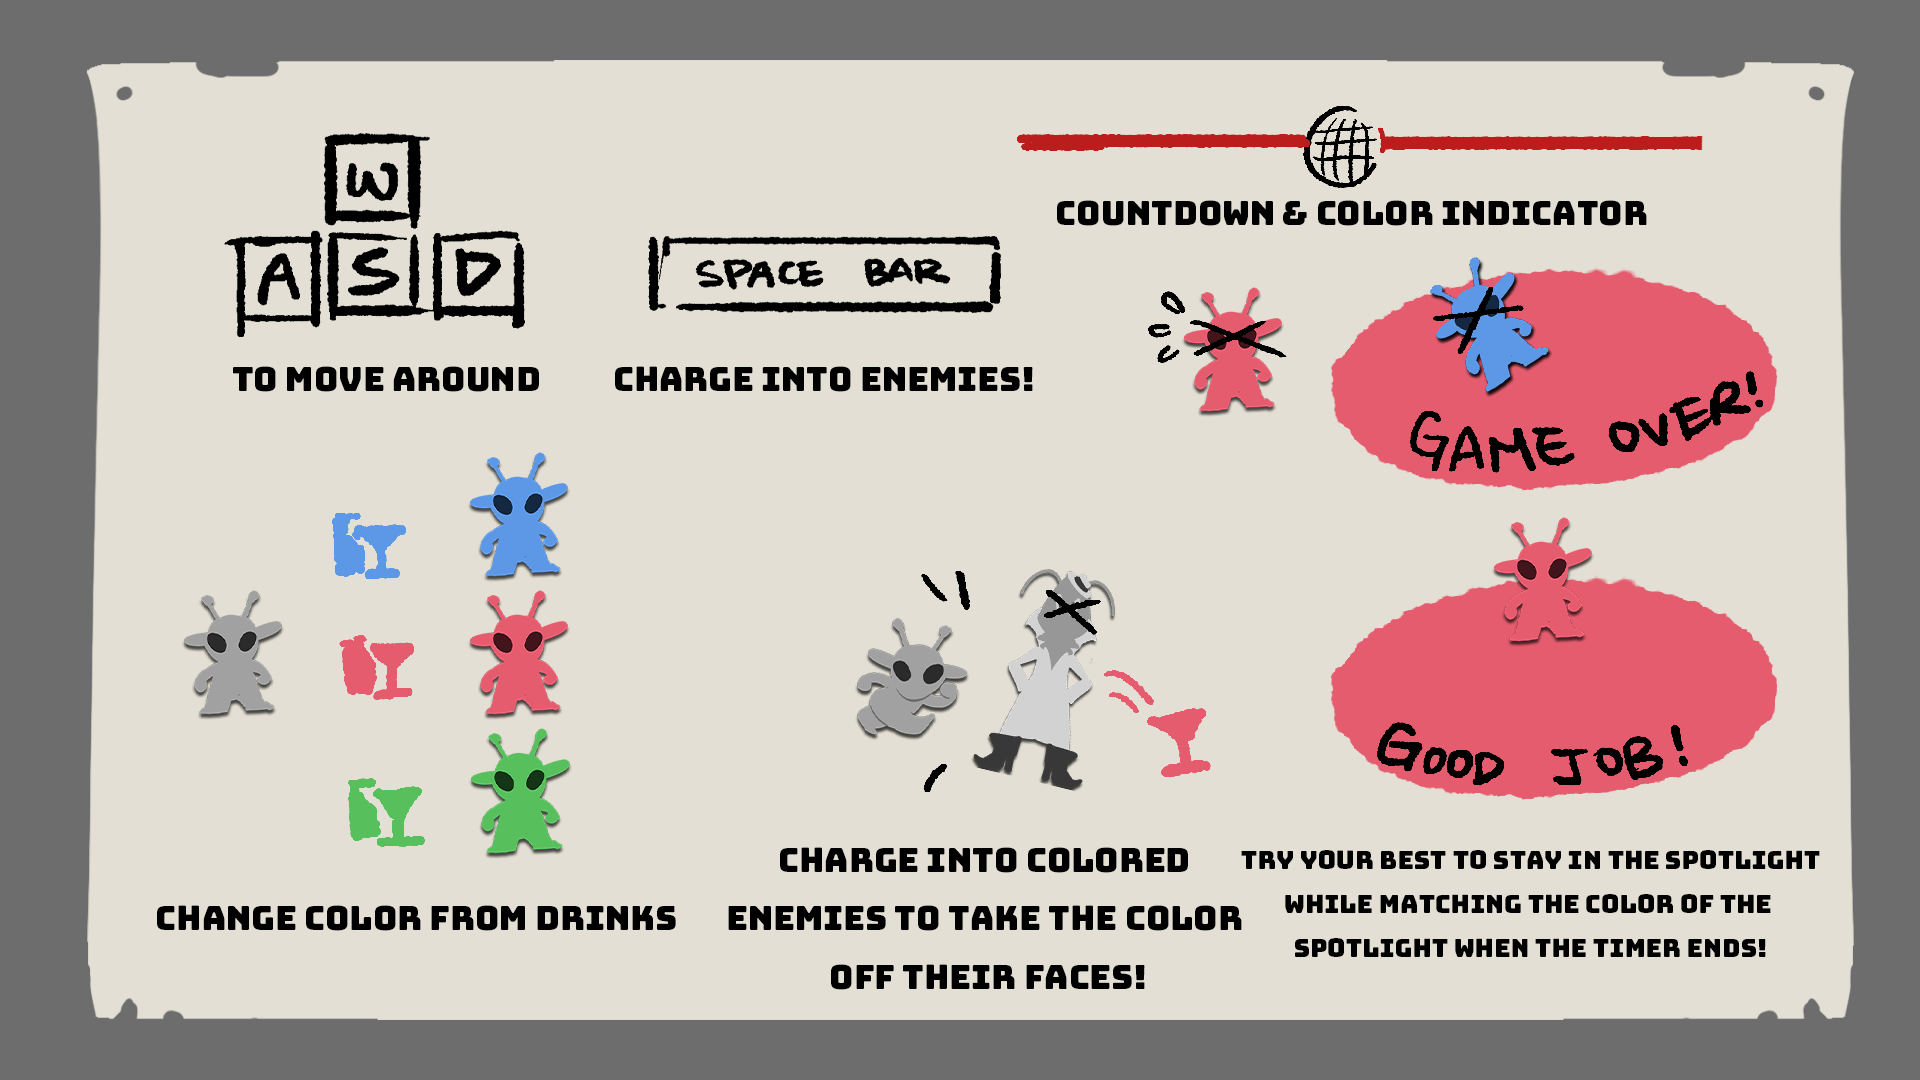 W
A S D
TO MOVE AROUND
SPACE BAR
CHARGE INTO ENEMIES!
COUNTDOWN & COLOR INDICATOR
GAME OVER!
GOOD JOB!
CHANGE COLOR FROM DRINKS
CHARGE INTO COLORED
ENEMIES TO TAKE THE COLOR
OFF THEIR FACES!
TRY YOUR BEST TO STAY IN THE SPOTLIGHT
WHILE MATCHING THE COLOR OF THE
SPOTLIGHT WHEN THE TIMER ENDS!